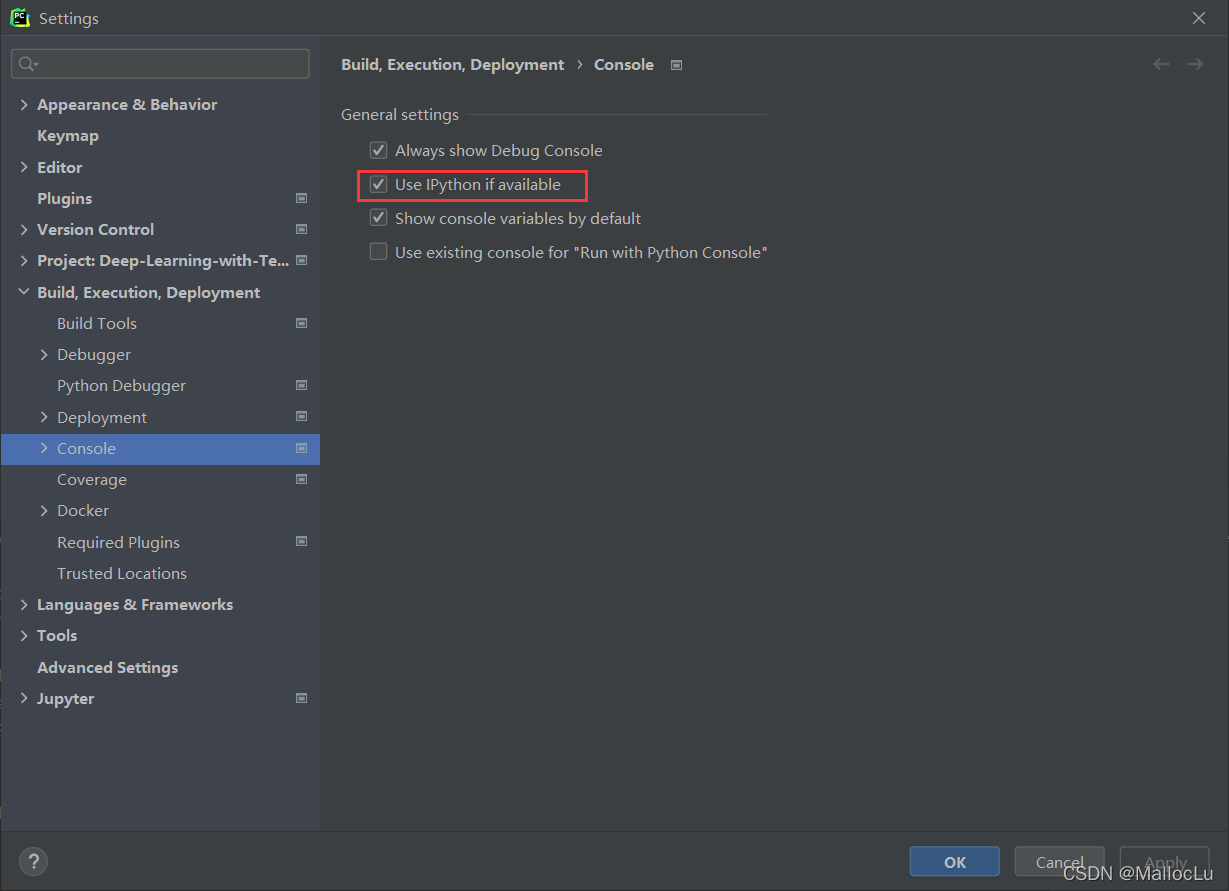 PC
Settings
Appearance & Behavior
Keymap
Editor
Plugins
Version Control
Project: Deep-Learning-with-Te...
Build, Execution, Deployment
Build Tools
Debugger
Python Debugger
Deployment
Console
Coverage
Docker
Required Plugins
Trusted Locations
Languages & Frameworks
Tools
Advanced Settings
Jupyter
Build, Execution, Deployment › Console
General settings
Always show Debug Console
Use IPython if available
Show console variables by default
Use existing console for "Run with Python Console"
?
OK
Cancel
Apply
CSDN @MallocLu